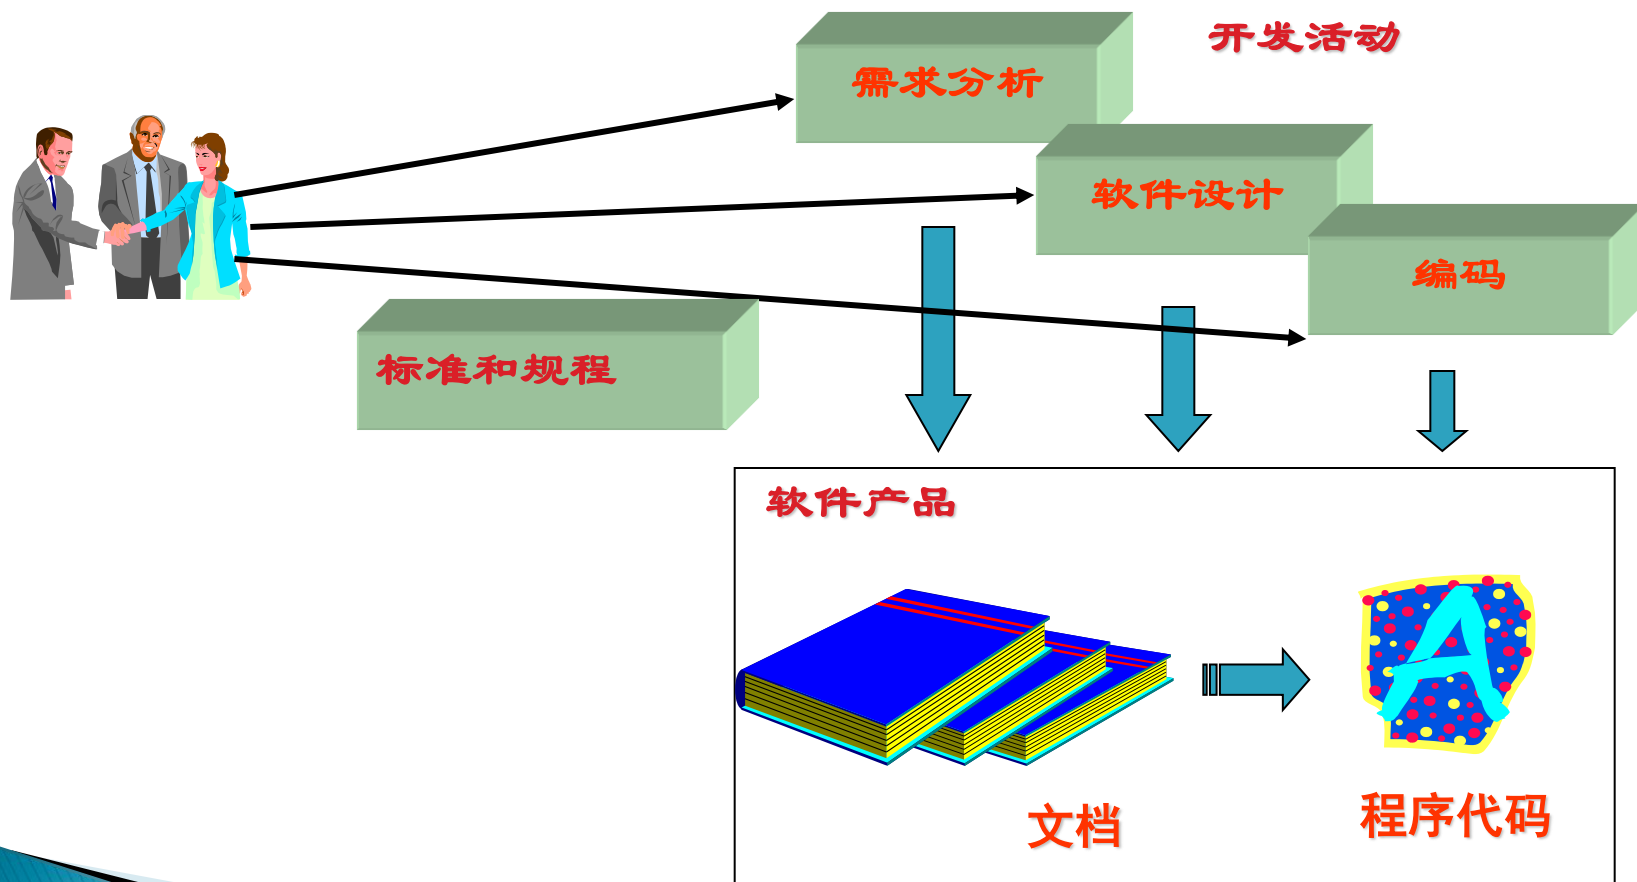 开发活动
需求分析
软件设计
编码
标准和规程
软件产品
文档
程序代码